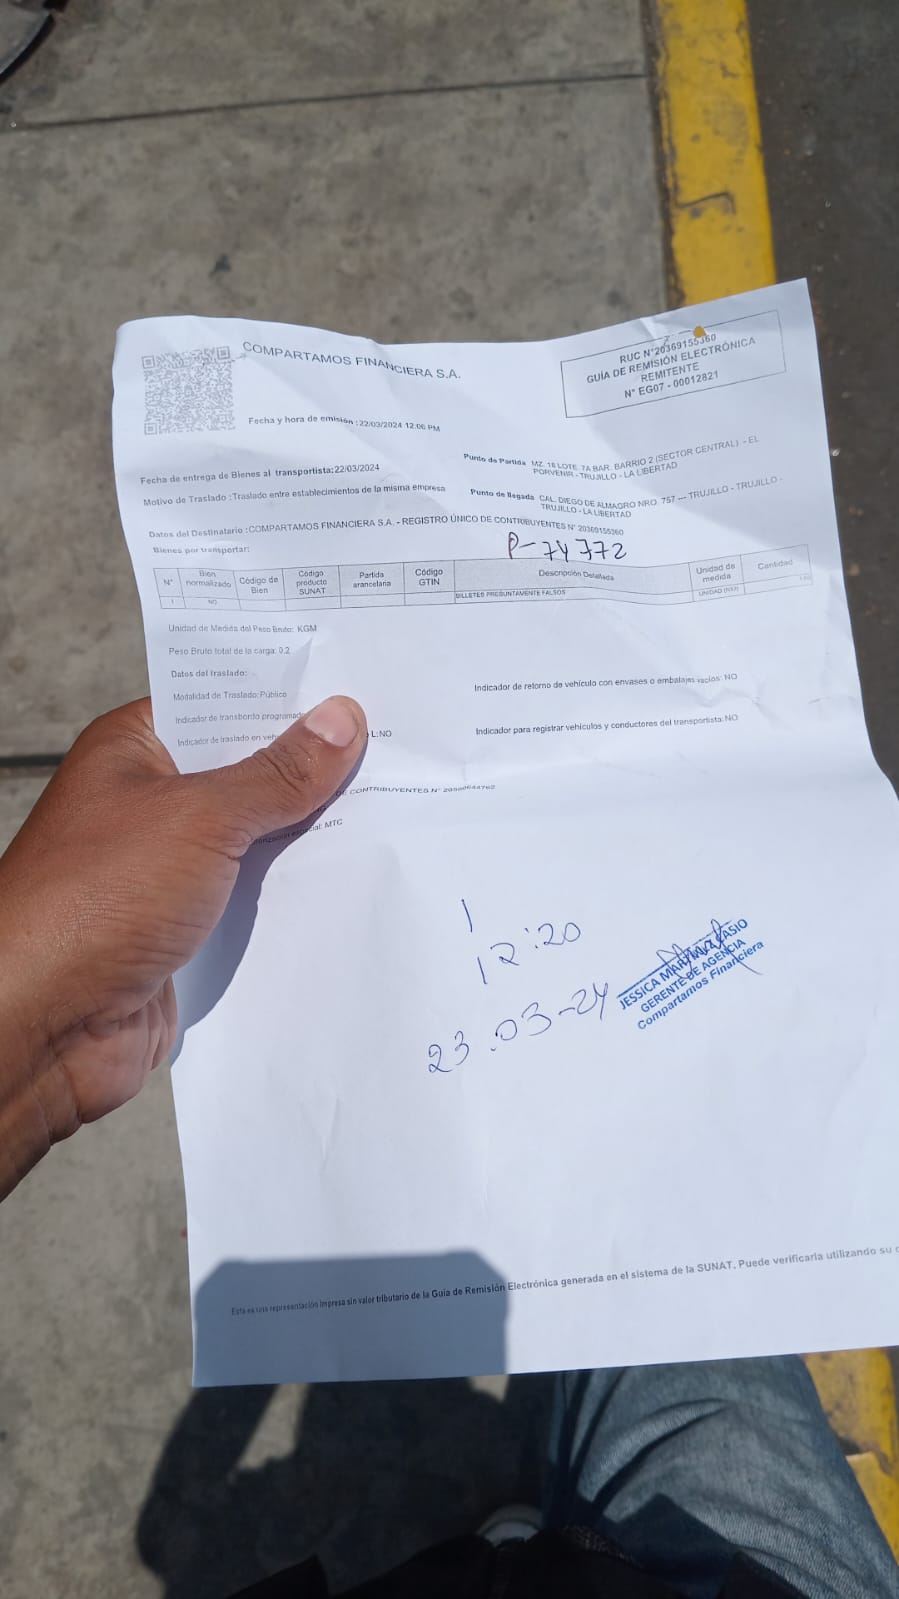 COMPARTAMOS FINANCIERA S.A.
RUC N°20369155360
GUÍA DE REMISIÓN ELECTRÓNICA
REMITENTE
N° EG07 - 00012821
Fecha y hora de emisión :22/03/2024 12:06 PM
Fecha de entrega de Bienes al transportista:22/03/2024
Punto de Partida MZ. 18 LOTE. 7A BAR. BARRIO 2 (SECTOR CENTRAL) - EL
PORVENIR - TRUJILLO - LA LIBERTAD
Motivo de Traslado :Traslado entre establecimientos de la misma empresa
Punto de llegada CAL. DIEGO DE ALMAGRO NRO. 757 --- TRUJILLO - TRUJILLO -
TRUJILLO - LA LIBERTAD
Datos del Destinatario :COMPARTAMOS FINANCIERA S.A. - REGISTRO ÚNICO DE CONTRIBUYENTES N° 20369155360
Bienes por transportar:
P-74772
N° Bien normalizado Código de Bien Código producto SUNAT Partida arancelaria Código GTIN Descripción Detallada Unidad de medida Cantidad
1 NO BILLETES PRESUNTAMENTE FALSOS UNIDAD (NIU)
Unidad de Medida del Peso Bruto: KGM
Peso Bruto total de la carga: 0.2
Datos del traslado:
Modalidad de Traslado: Público
Indicador de retorno de vehículo con envases o embalajes vacíos: NO
Indicador de transbordo programado
Indicador de traslado en veh L:NO
Indicador para registrar vehículos y conductores del transportista: NO
DE CONTRIBUYENTES N°
MTC
1
12:20
23.03-24
JESSICA
GERENTE DE AGENCIA
Compartamos Financiera
Esta es una representación impresa sin valor tributario de la Guía de Remisión Electrónica generada en el sistema de la SUNAT. Puede verificarla utilizando su